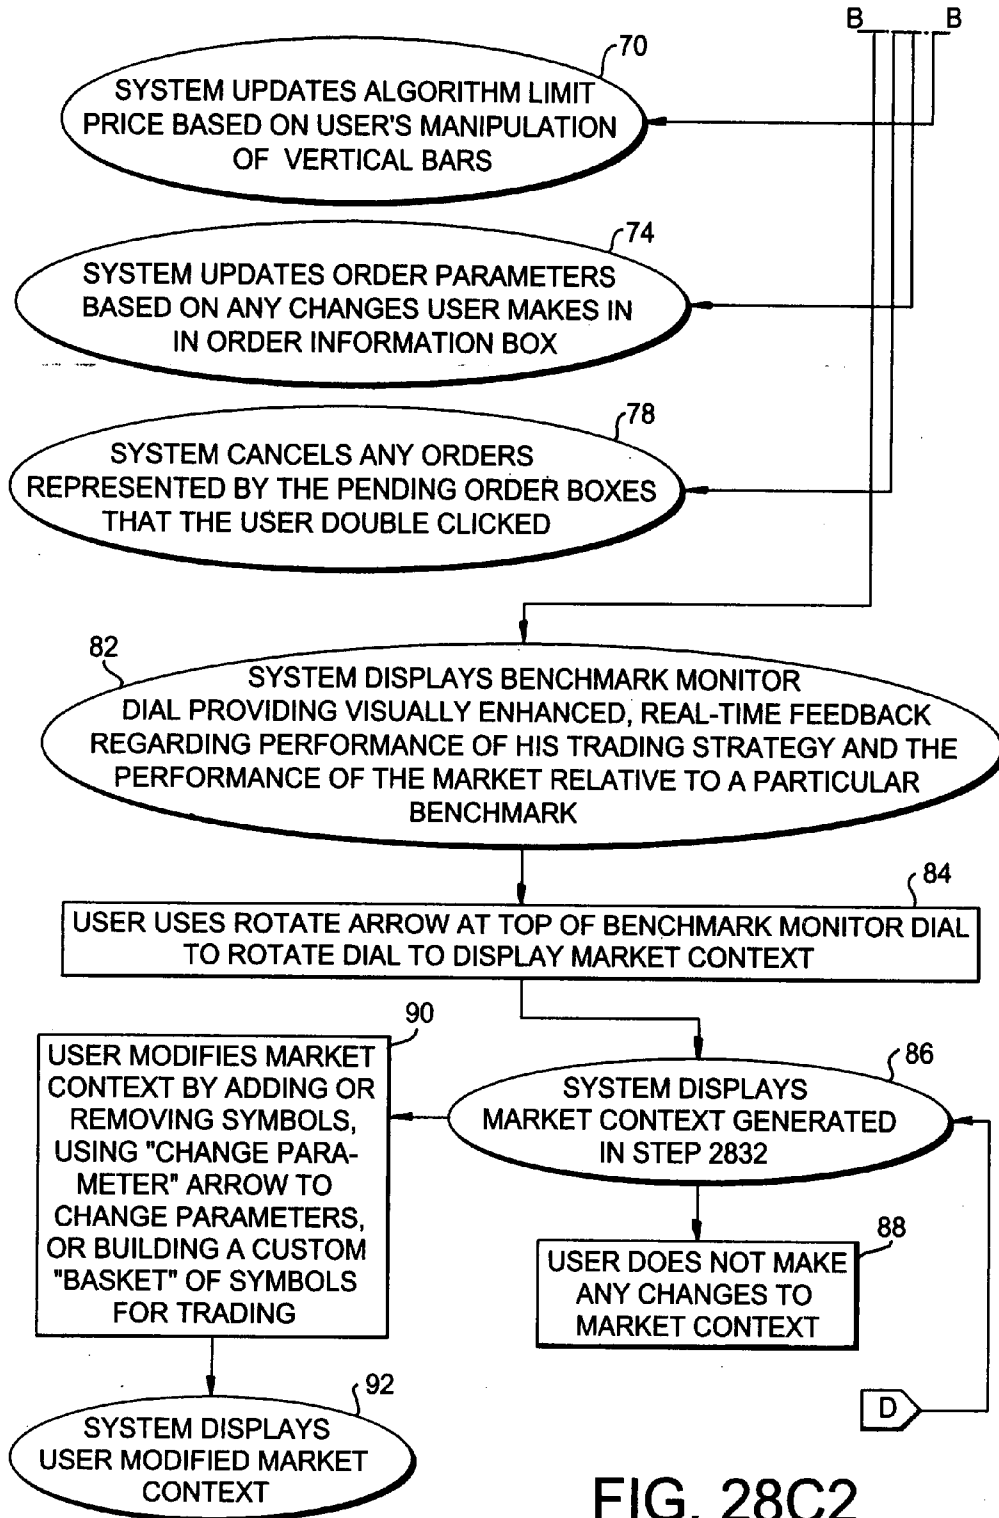 B B
70
SYSTEM UPDATES ALGORITHM LIMIT
PRICE BASED ON USER'S MANIPULATION
OF VERTICAL BARS
74
SYSTEM UPDATES ORDER PARAMETERS
BASED ON ANY CHANGES USER MAKES IN
IN ORDER INFORMATION BOX
78
SYSTEM CANCELS ANY ORDERS
REPRESENTED BY THE PENDING ORDER BOXES
THAT THE USER DOUBLE CLICKED
82
SYSTEM DISPLAYS BENCHMARK MONITOR
DIAL PROVIDING VISUALLY ENHANCED, REAL-TIME FEEDBACK
REGARDING PERFORMANCE OF HIS TRADING STRATEGY AND THE
PERFORMANCE OF THE MARKET RELATIVE TO A PARTICULAR
BENCHMARK
84
USER USES ROTATE ARROW AT TOP OF BENCHMARK MONITOR DIAL
TO ROTATE DIAL TO DISPLAY MARKET CONTEXT
90
USER MODIFIES MARKET
CONTEXT BY ADDING OR
REMOVING SYMBOLS,
USING "CHANGE PARA-
METER" ARROW TO
CHANGE PARAMETERS,
OR BUILDING A CUSTOM
"BASKET" OF SYMBOLS
FOR TRADING
86
SYSTEM DISPLAYS
MARKET CONTEXT GENERATED
IN STEP 2832
88
USER DOES NOT MAKE
ANY CHANGES TO
MARKET CONTEXT
92
SYSTEM DISPLAYS
USER MODIFIED MARKET
CONTEXT
D
FIG. 28C2